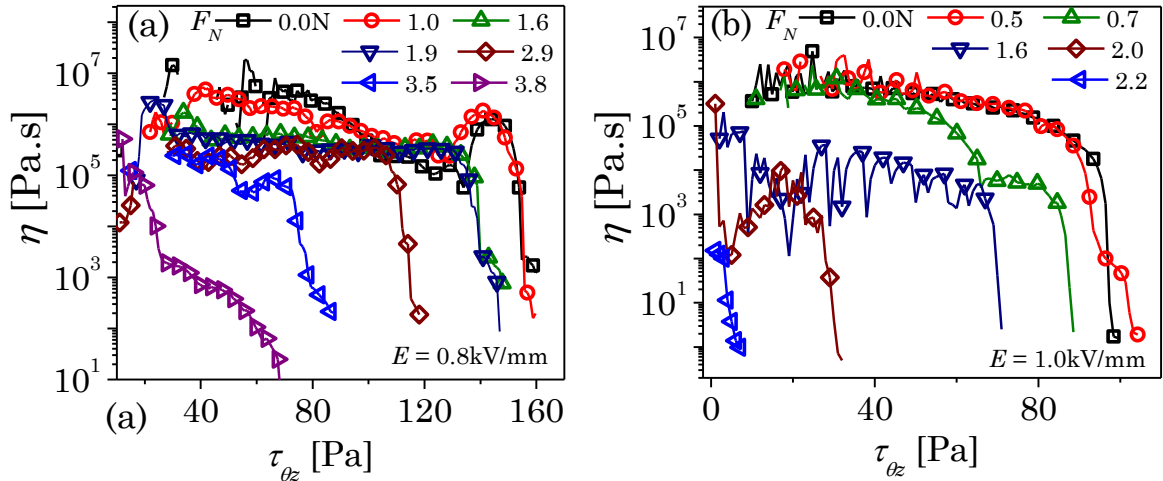 (a) F_N 0.0N 1.0 1.6
1.9 2.9
3.5 3.8
10^7
10^5
10^3
10^1
η [Pa.s]
E = 0.8kV/mm
(a)
40 80 120 160
τ_θz [Pa]
(b) F_N 0.0N 0.5 0.7
1.6 2.0
2.2
10^7
10^5
10^3
10^1
η [Pa.s]
E = 1.0kV/mm
0 40 80
τ_θz [Pa]